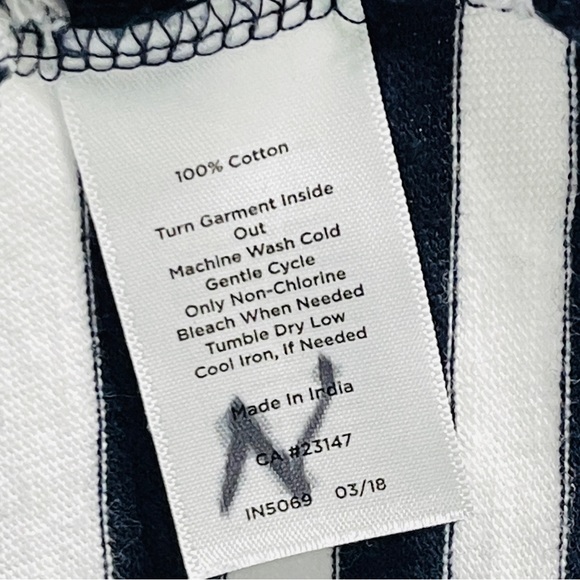 100% Cotton
Turn Garment Inside
Out
Machine Wash Cold
Gentle Cycle
Only Non-Chlorine
Bleach When Needed
Tumble Dry Low
Cool Iron, If Needed
Made In India
CA #23147
N
IN5069 03/18